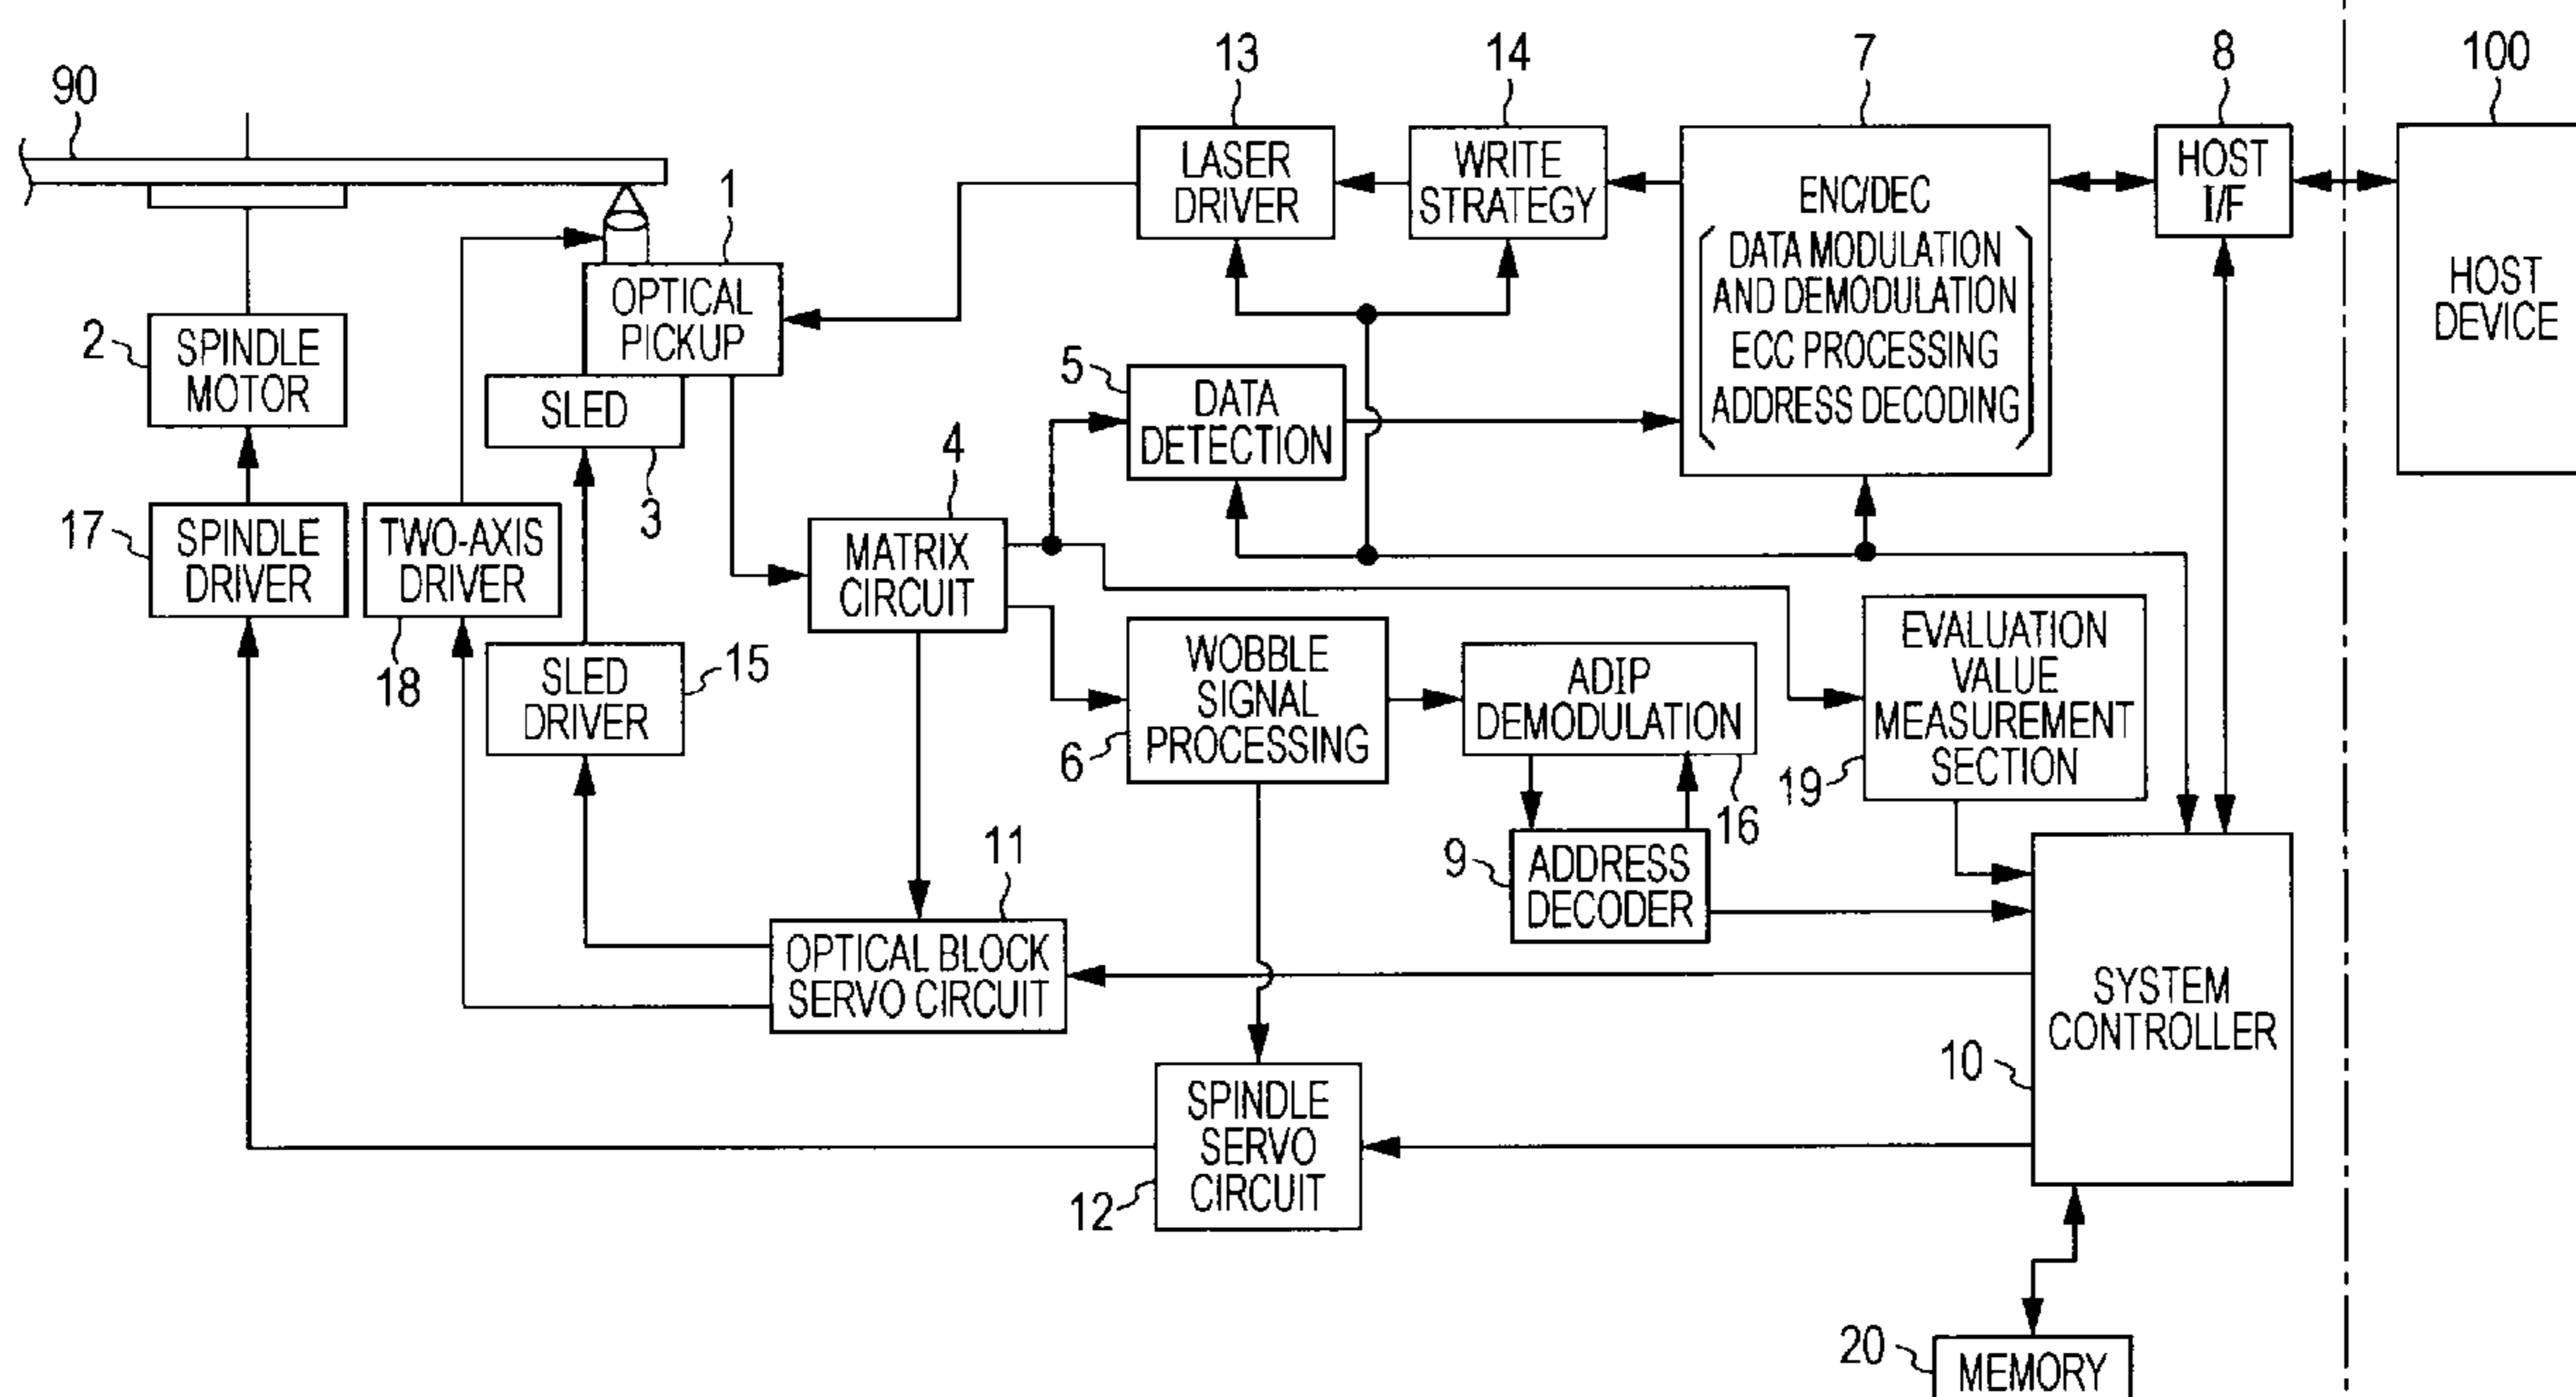 90
13
14
7
8
100
LASER
DRIVER
WRITE
STRATEGY
ENC/DEC
DATA MODULATION
AND DEMODULATION
ECC PROCESSING
ADDRESS DECODING
HOST
I/F
HOST
DEVICE
1
OPTICAL
PICKUP
2
SPINDLE
MOTOR
SLED
3
5
DATA
DETECTION
4
MATRIX
CIRCUIT
17
SPINDLE
DRIVER
TWO-AXIS
DRIVER
18
SLED
DRIVER
15
WOBBLE
SIGNAL
PROCESSING
6
ADIP
DEMODULATION
16
EVALUATION
VALUE
MEASUREMENT
SECTION
19
9
ADDRESS
DECODER
11
OPTICAL BLOCK
SERVO CIRCUIT
SYSTEM
CONTROLLER
10
SPINDLE
SERVO
CIRCUIT
12
20
MEMORY